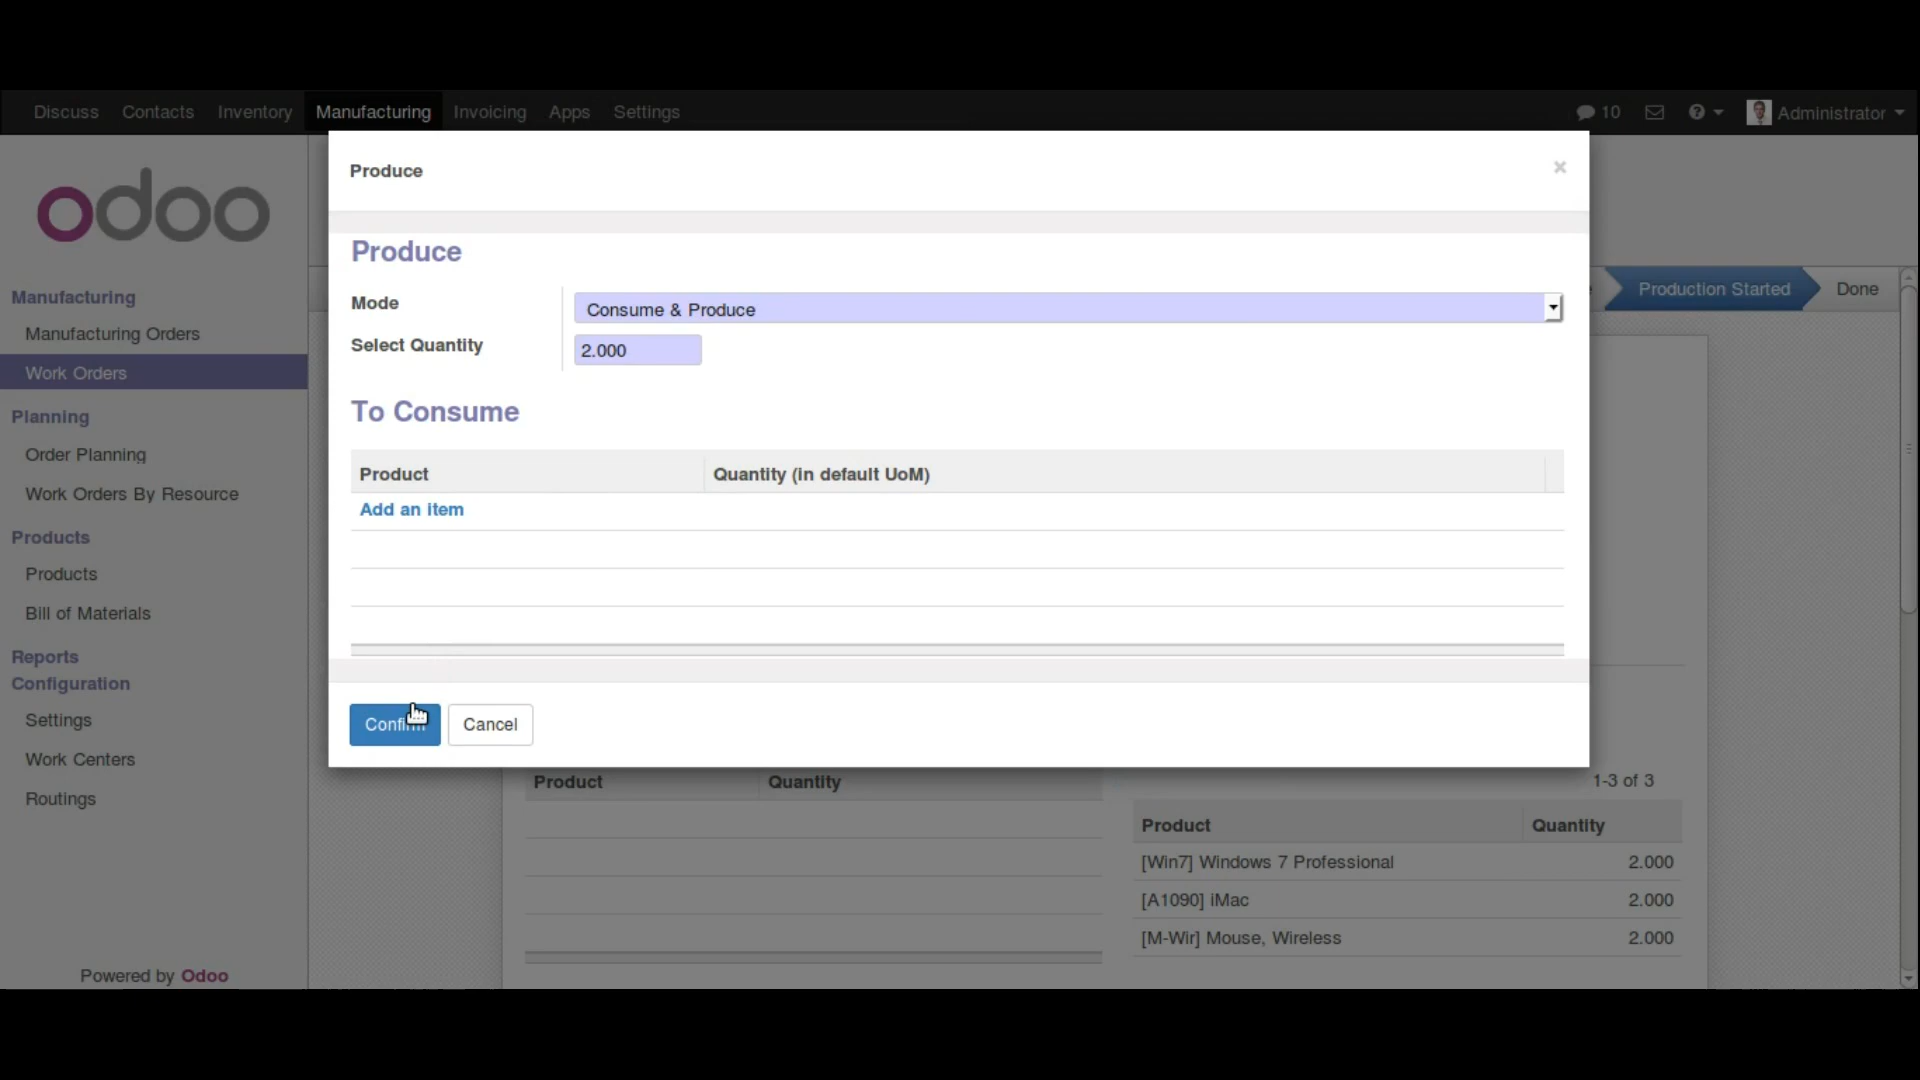 Discuss Contacts Inventory Manufacturing Invoicing Apps Settings 10 Administrator
odoo
Manufacturing
Manufacturing Orders
Work Orders
Planning
Order Planning
Work Orders By Resource
Products
Products
Bill of Materials
Reports
Configuration
Settings
Work Centers
Routings
Powered by Odoo
Produce
Produce
Mode Consume & Produce
Select Quantity 2.000
To Consume
Product Quantity (in default UoM)
Add an item
Confirm Cancel
Production Started Done
Product Quantity
1-3 of 3
Product Quantity
[Win7] Windows 7 Professional 2.000
[A1090] iMac 2.000
[M-Wir] Mouse, Wireless 2.000